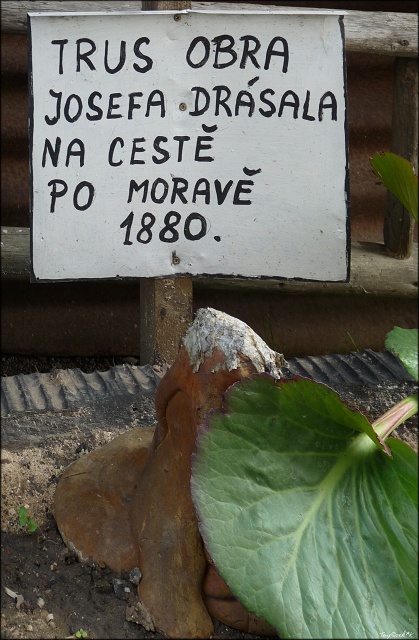 TRUS OBRA
JOSEFA DRÁSALA
NA CESTĚ
PO MORAVĚ
1880.